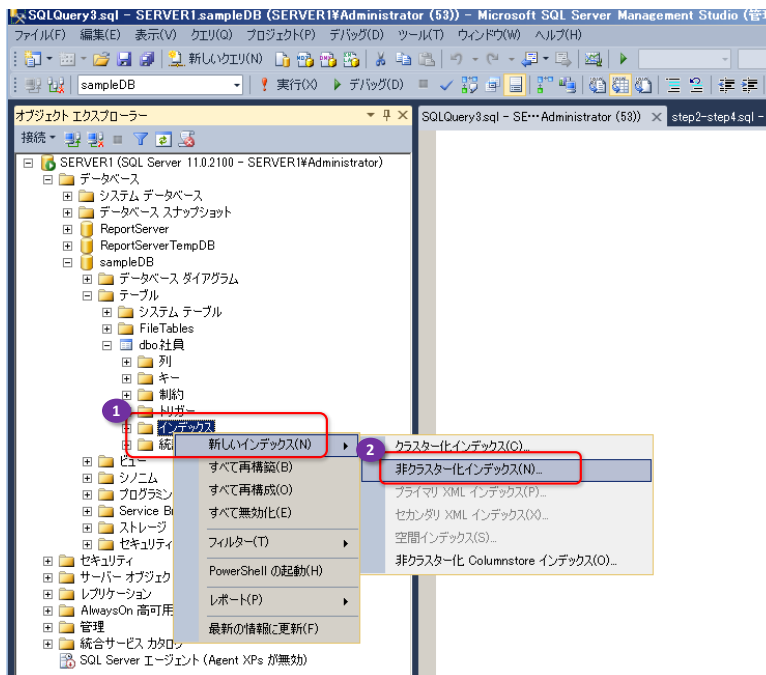 SQLQuery3.sql - SERVER1.sampleDB (SERVER1¥Administrator (53)) - Microsoft SQL Server Management Studio (管
ファイル(F) 編集(E) 表示(V) クエリ(Q) プロジェクト(P) デバッグ(D) ツール(T) ウィンドウ(W) ヘルプ(H)
新しいクエリ(N)
sampleDB 実行(X) デバッグ(D)
オブジェクト エクスプローラー
SQLQuery3.sql - SE...Administrator (53)) step2-step4.sql -
接続
SERVER1 (SQL Server 11.0.2100 - SERVER1¥Administrator)
データベース
システム データベース
データベース スナップショット
ReportServer
ReportServerTempDB
sampleDB
データベース ダイアグラム
テーブル
システム テーブル
FileTables
dbo.社員
列
キー
制約
1
トリガー
インデックス
統
ビュー
シノニム
プログラミン
Service B
ストレージ
セキュリティ
セキュリティ
サーバー オブジェク
レプリケーション
AlwaysOn 高可用
管理
統合サービス カタログ
SQL Server エージェント (Agent XPs が無効)
新しいインデックス(N)
すべて再構築(B)
すべて再構成(O)
すべて無効化(E)
フィルター(T)
PowerShell の起動(H)
レポート(P)
最新の情報に更新(F)
2
クラスター化インデックス(C)...
非クラスター化インデックス(N)...
プライマリ XML インデックス(P)...
セカンダリ XML インデックス(X)...
空間インデックス(S)...
非クラスター化 Columnstore インデックス(O)...